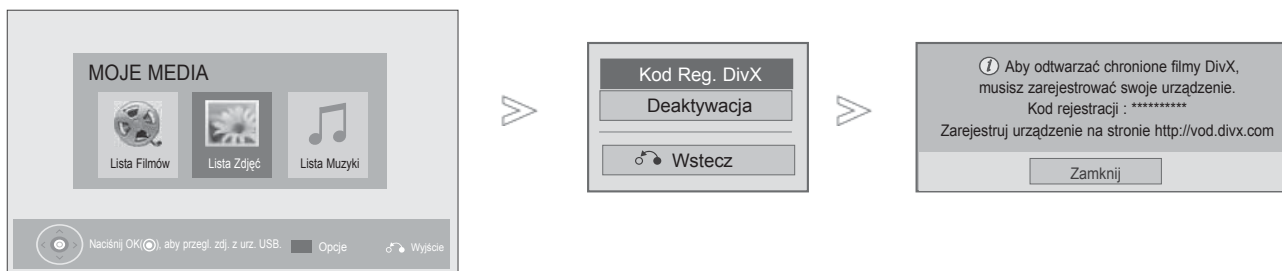 MOJE MEDIA
Lista Filmów
Lista Zdjęć
Lista Muzyki
Naciśnij OK(◉), aby przegl. zdj. z urz. USB.
Opcje
Wyjście
Kod Reg. DivX
Deaktywacja
Wstecz
Aby odtwarzać chronione filmy DivX,
musisz zarejestrować swoje urządzenie.
Kod rejestracji : **********
Zarejestruj urządzenie na stronie http://vod.divx.com
Zamknij